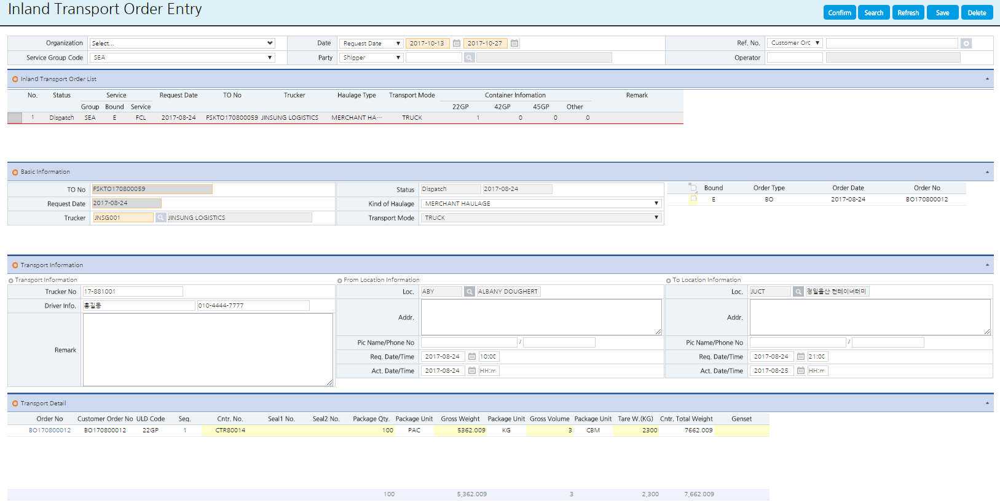 Inland Transport Order Entry
Confirm Search Refresh Save Delete
Organization Select... Date Request Date 2017-10-13 2017-10-27 Ref. No. Customer Orc
Service Group Code SEA Party Shipper Operator
Inland Transport Order List
No. Status Service Request Date TO No Trucker Haulage Type Transport Mode Container Infomation Remark
Group Bound Service 22GP 42GP 45GP Other
1 Dispatch SEA E FCL 2017-08-24 FSKTO170800059 JINSUNG LOGISTICS MERCHANT HA··· TRUCK 1 0 0 0
Basic Information
TO No FSKTO170800059 Status Dispatch 2017-08-24 Bound Order Type Order Date Order No
Request Date 2017-08-24 Kind of Haulage MERCHANT HAULAGE E BO 2017-08-24 BO170800012
Trucker JNSG001 JINSUNG LOGISTICS Transport Mode TRUCK
Transport Information
Transport Information From Location Information To Location Information
Trucker No 17-881001 Loc. ABY ALBANY DOUGHERT Loc. JUCT 정일울산 컨테이너터미
Driver Info. 홍길동 010-4444-7777
Addr. Addr.
Remark Pic Name/Phone No / Pic Name/Phone No /
Req. Date/Time 2017-08-24 10:00 Req. Date/Time 2017-08-24 21:00
Act. Date/Time 2017-08-24 HH:m Act. Date/Time 2017-08-25 HH:m
Transport Detail
Order No Customer Order No ULD Code Seq. Cntr. No. Seal1 No. Seal2 No. Package Qty. Package Unit Gross Weight Package Unit Gross Volume Package Unit Tare W.(KG) Cntr. Total Weight Genset
BO170800012 BO170800012 22GP 1 CTR80014 100 PAC 5362.009 KG 3 CBM 2300 7662.009
100 5,362.009 3 2,300 7,662.009